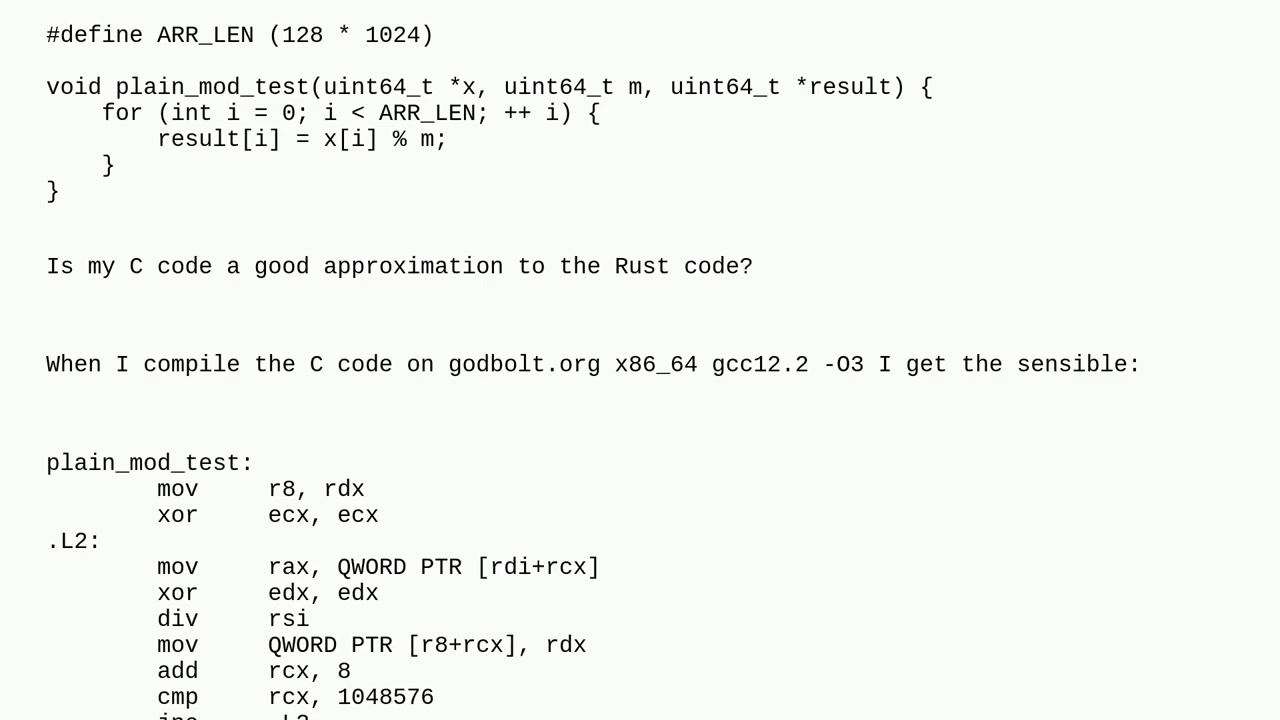 #define ARR_LEN (128 * 1024)
void plain_mod_test(uint64_t *x, uint64_t m, uint64_t *result) {
    for (int i = 0; i < ARR_LEN; ++ i) {
        result[i] = x[i] % m;
    }
}
Is my C code a good approximation to the Rust code?
When I compile the C code on godbolt.org x86_64 gcc12.2 -O3 I get the sensible:
plain_mod_test:
        mov     r8, rdx
        xor     ecx, ecx
.L2:
        mov     rax, QWORD PTR [rdi+rcx]
        xor     edx, edx
        div     rsi
        mov     QWORD PTR [r8+rcx], rdx
        add     rcx, 8
        cmp     rcx, 1048576